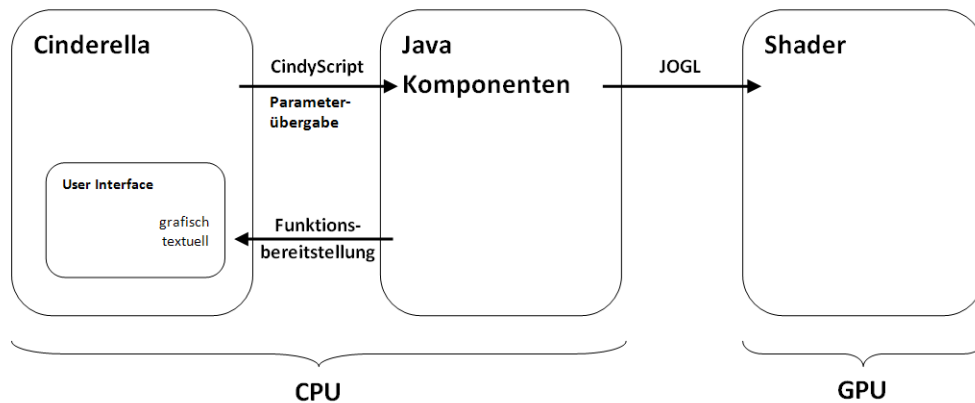 Cinderella
CindyScript
Parameter-
übergabe
User Interface
grafisch
textuell
Funktions-
bereitstellung
Java
Komponenten
JOGL
Shader
CPU
GPU